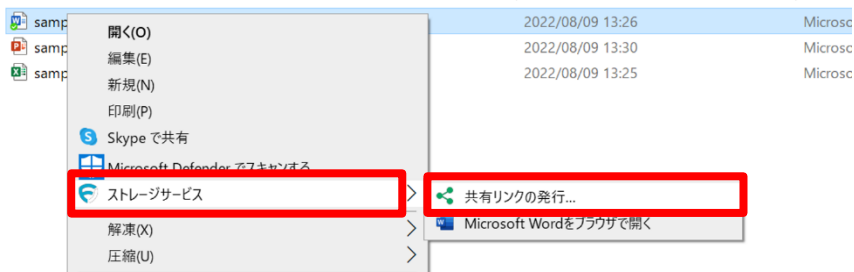 samp 2022/08/09 13:26 Microso
samp 2022/08/09 13:30 Microso
samp 2022/08/09 13:25 Microso
開く(O)
編集(E)
新規(N)
印刷(P)
Skype で共有
Microsoft Defender でスキャンする
ストレージサービス
共有リンクの発行...
Microsoft Wordをブラウザで開く
解凍(X)
圧縮(U)